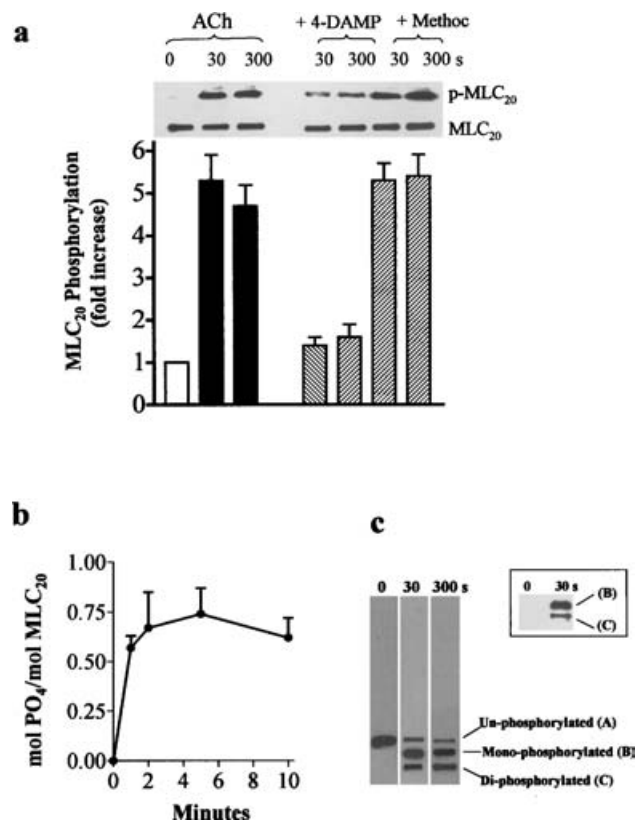 a
ACh + 4-DAMP + Methoc
0 30 300 30 300 30 300 s
p-MLC20
MLC20
MLC20 Phosphorylation
(fold increase)
6
5
4
3
2
1
0
b
mol PO4/mol MLC20
1.00
0.75
0.50
0.25
0.00
0 2 4 6 8 10
Minutes
c
0 30 300 s
0 30 s
(B)
(C)
Un-phosphorylated (A)
Mono-phosphorylated (B)
Di-phosphorylated (C)